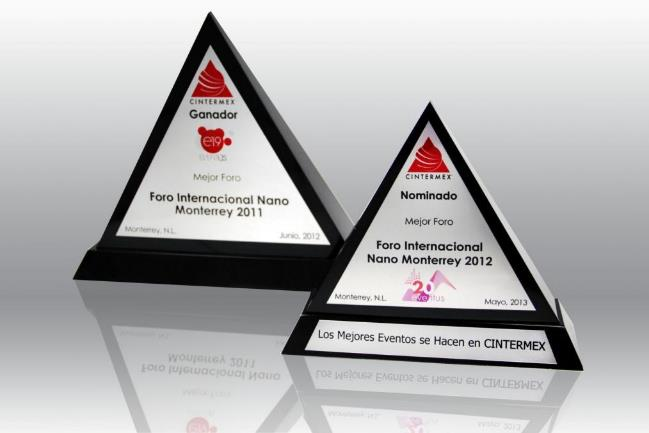 CINTERMEX
Ganador
e19
Mejor Foro
Foro Internacional Nano
Monterrey 2011
Monterrey, N.L.
Junio, 2012
CINTERMEX
Nominado
Mejor Foro
Foro Internacional
Nano Monterrey 2012
20
eventus
Monterrey, N.L.
Mayo, 2013
Los Mejores Eventos se Hacen en CINTERMEX